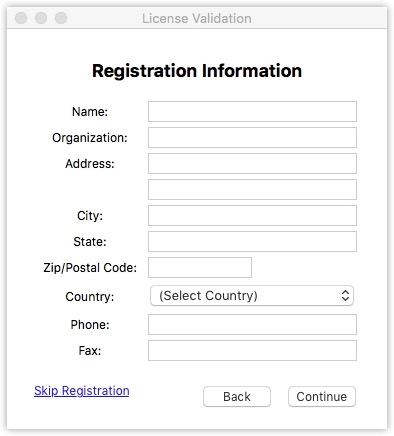 License Validation
Registration Information
Name:
Organization:
Address:
City:
State:
Zip/Postal Code:
Country: (Select Country)
Phone:
Fax:
Skip Registration Back Continue